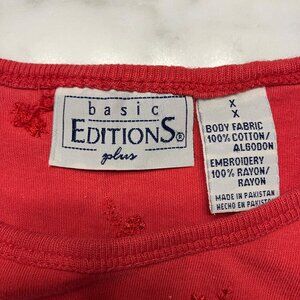 basic
EDITIONS®
plus
X
X
BODY FABRIC
100% COTTON/
ALGODON
EMBROIDERY
100% RAYON/
RAYON
MADE IN PAKISTAN
HECHO EN PAKISTAN